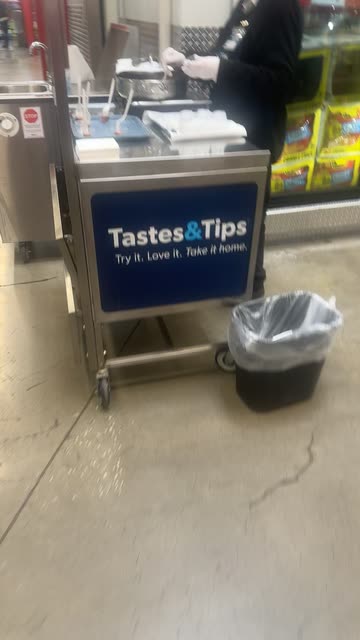 Tastes&Tips
Try it. Love it. Take it home.